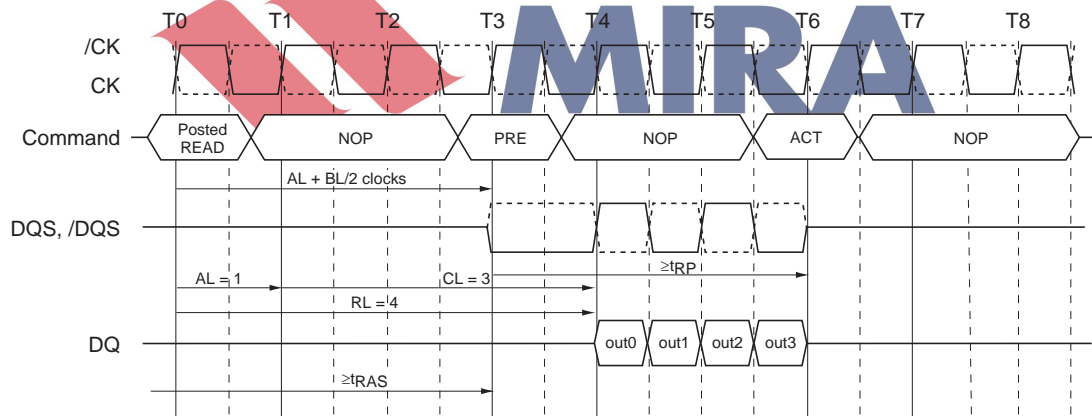 T0 T1 T2 T3 T4 T5 T6 T7 T8
MIRA
/CK
CK
Command
Posted
READ
NOP
PRE
NOP
ACT
NOP
AL + BL/2 clocks
DQS, /DQS
≥tRP
AL = 1
CL = 3
RL = 4
DQ
out0 out1 out2 out3
≥tRAS